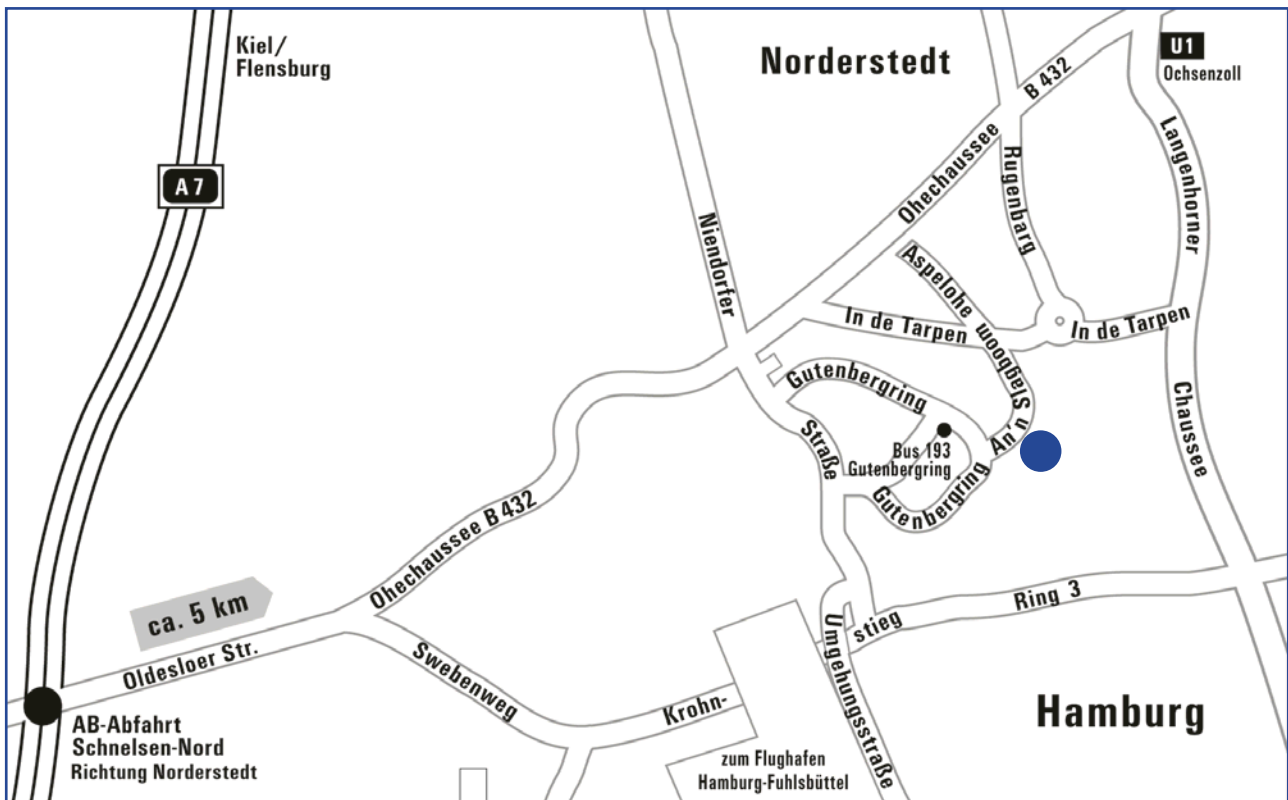 Kiel/
Flensburg
Norderstedt
U1
Ochsenzoll
B 432
A 7
Ohechaussee
Rugenbarg
Langenhorner
Niendorfer
Aspelohe
In de Tarpen
In de Tarpen
Gutenbergring
An'n Slagboom
Chaussee
Straße
Bus 193
Gutenbergring
Gutenbergring
Ohechaussee B 432
ca. 5 km
Oldesloer Str.
Swebenweg
Krohn-
stieg
Ring 3
Umgehungsstraße
Hamburg
AB-Abfahrt
Schnelsen-Nord
Richtung Norderstedt
zum Flughafen
Hamburg-Fuhlsbüttel